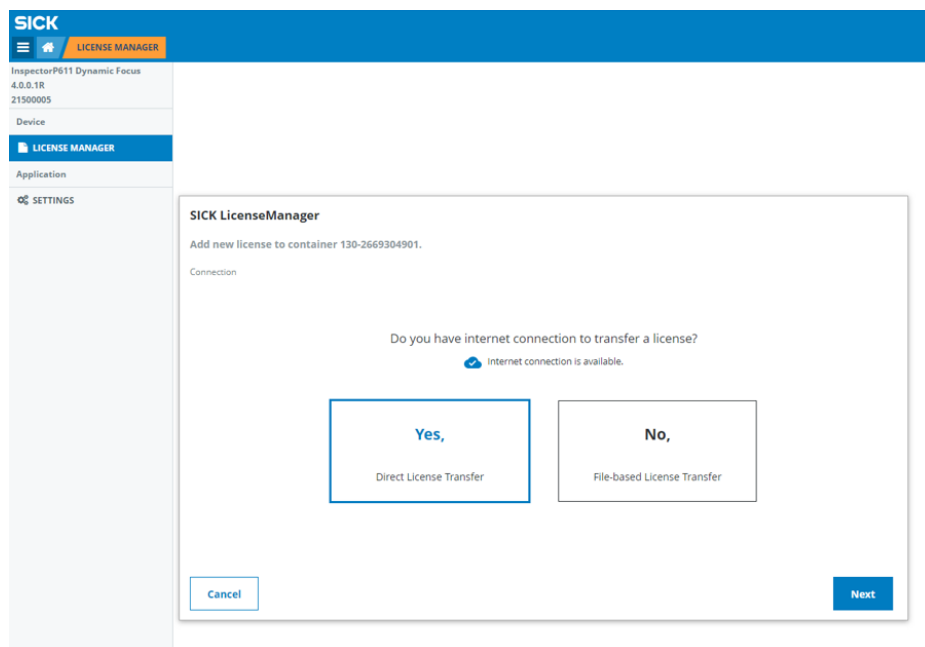 SICK
LICENSE MANAGER
InspectorP611 Dynamic Focus
4.0.0.1R
21500005
Device
LICENSE MANAGER
Application
SETTINGS
SICK LicenseManager
Add new license to container 130-2669304901.
Connection
Do you have internet connection to transfer a license?
Internet connection is available.
Yes,
Direct License Transfer
No,
File-based License Transfer
Cancel
Next